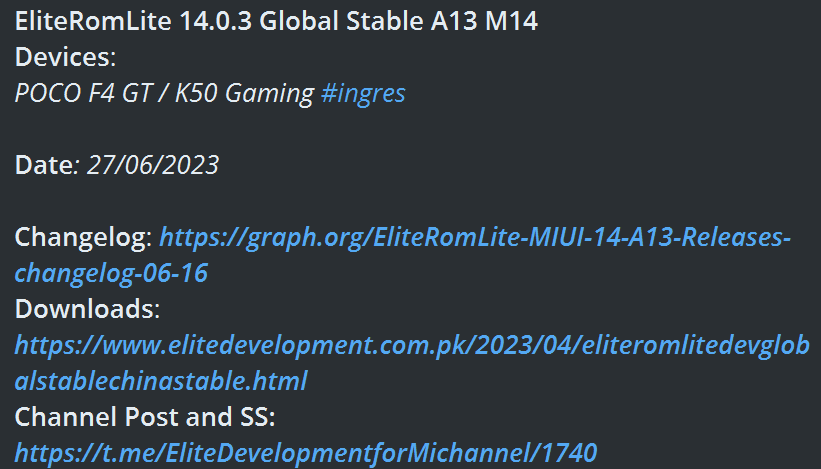 EliteRomLite 14.0.3 Global Stable A13 M14
Devices:
POCO F4 GT / K50 Gaming #ingres
Date: 27/06/2023
Changelog: https://graph.org/EliteRomLite-MIUI-14-A13-Releases-
changelog-06-16
Downloads:
https://www.elitedevelopment.com.pk/2023/04/eliteromlitedevglob
alstablechinastable.html
Channel Post and SS:
https://t.me/EliteDevelopmentforMichannel/1740